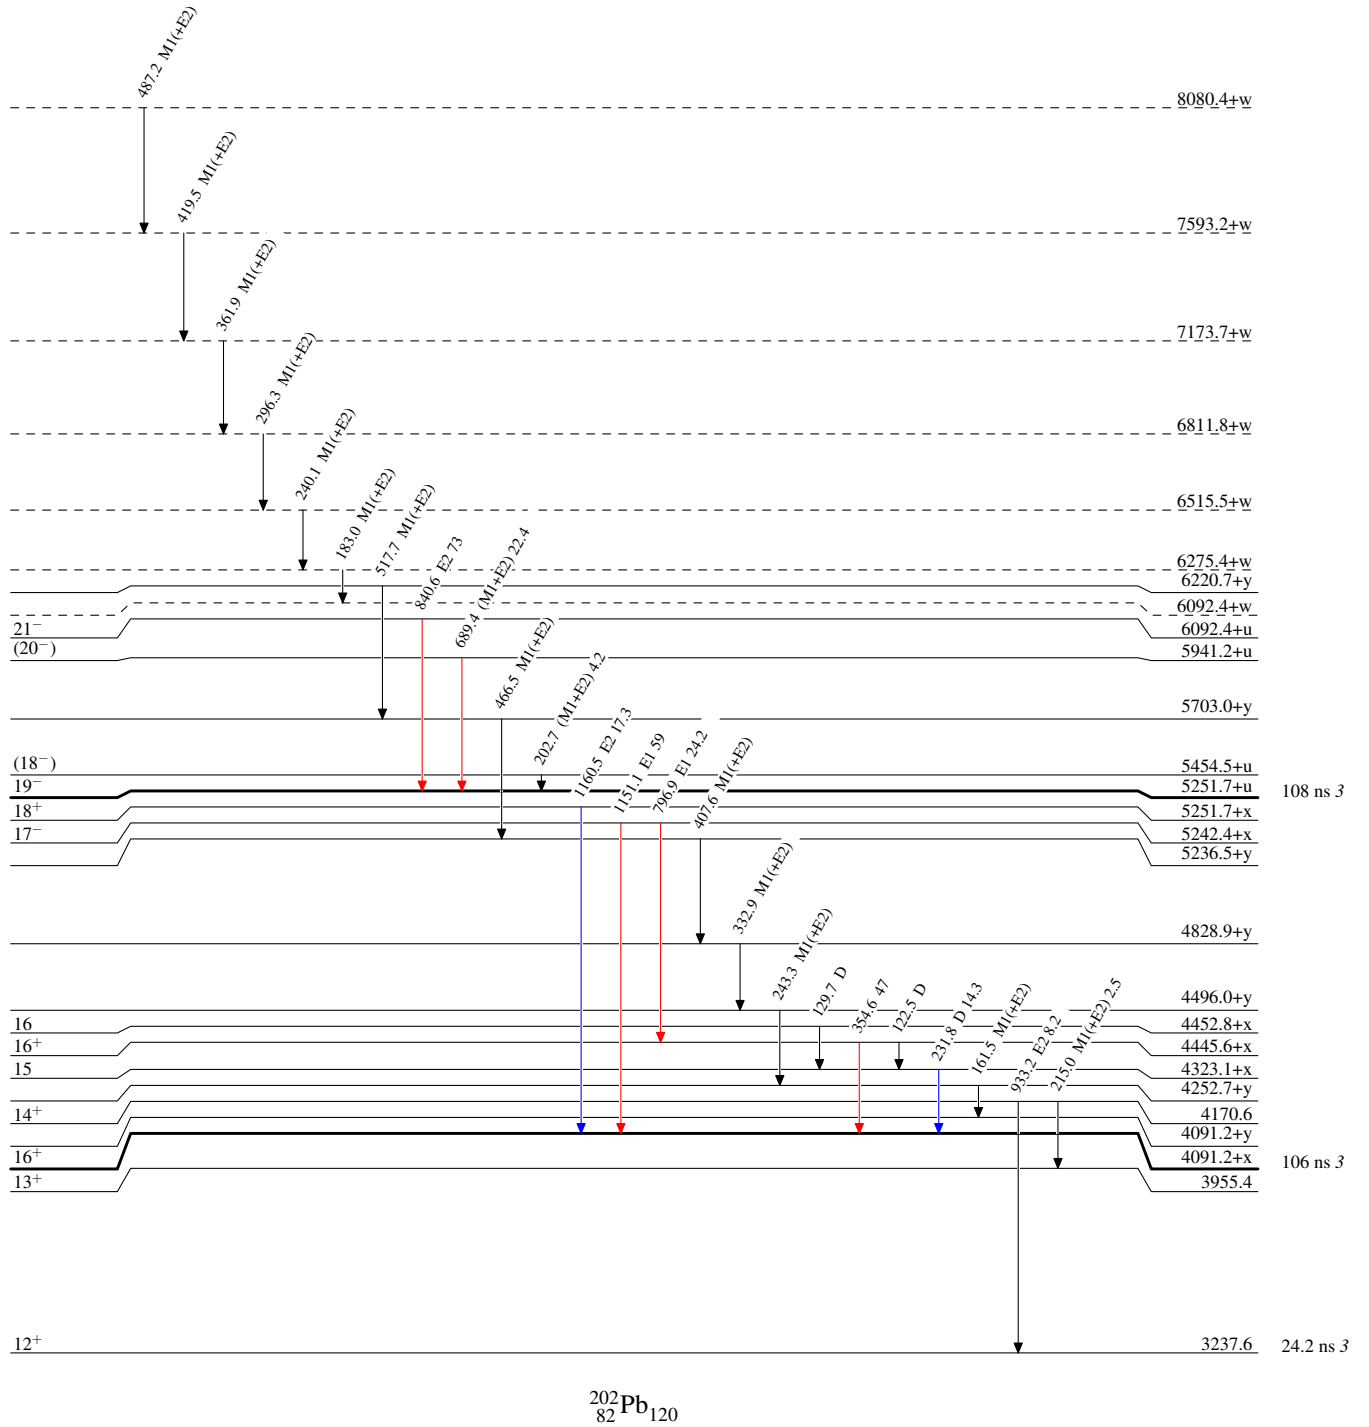 487.2 M1(+E2)
8080.4+w
419.5 M1(+E2)
7593.2+w
361.9 M1(+E2)
7173.7+w
296.3 M1(+E2)
6811.8+w
240.1 M1(+E2)
6515.5+w
183.0 M1(+E2)
6275.4+w
517.7 M1(+E2)
6220.7+y
6092.4+w
840.6 E2 73
21⁻ 6092.4+u
689.4 (M1+E2) 22.4
(20⁻) 5941.2+u
466.5 M1(+E2)
5703.0+y
202.7 (M1+E2) 4.2
(18⁻) 5454.5+u
19⁻ 5251.7+u 108 ns 3
1160.5 E2 17.3
18⁺ 5251.7+x
1151.1 E1 59
796.9 E1 24.2
17⁻ 5242.4+x
407.6 M1(+E2)
5236.5+y
332.9 M1(+E2)
4828.9+y
243.3 M1(+E2)
4496.0+y
129.7 D
16 4452.8+x
354.6 47
122.5 D
16⁺ 4445.6+x
231.8 D 14.3
15 4323.1+x
161.5 M1(+E2)
4252.7+y
933.2 E2 8.2
215.0 M1(+E2) 2.5
14⁺ 4170.6
4091.2+y
16⁺ 4091.2+x 106 ns 3
13⁺ 3955.4
12⁺ 3237.6 24.2 ns 3
²⁰²₈₂Pb₁₂₀